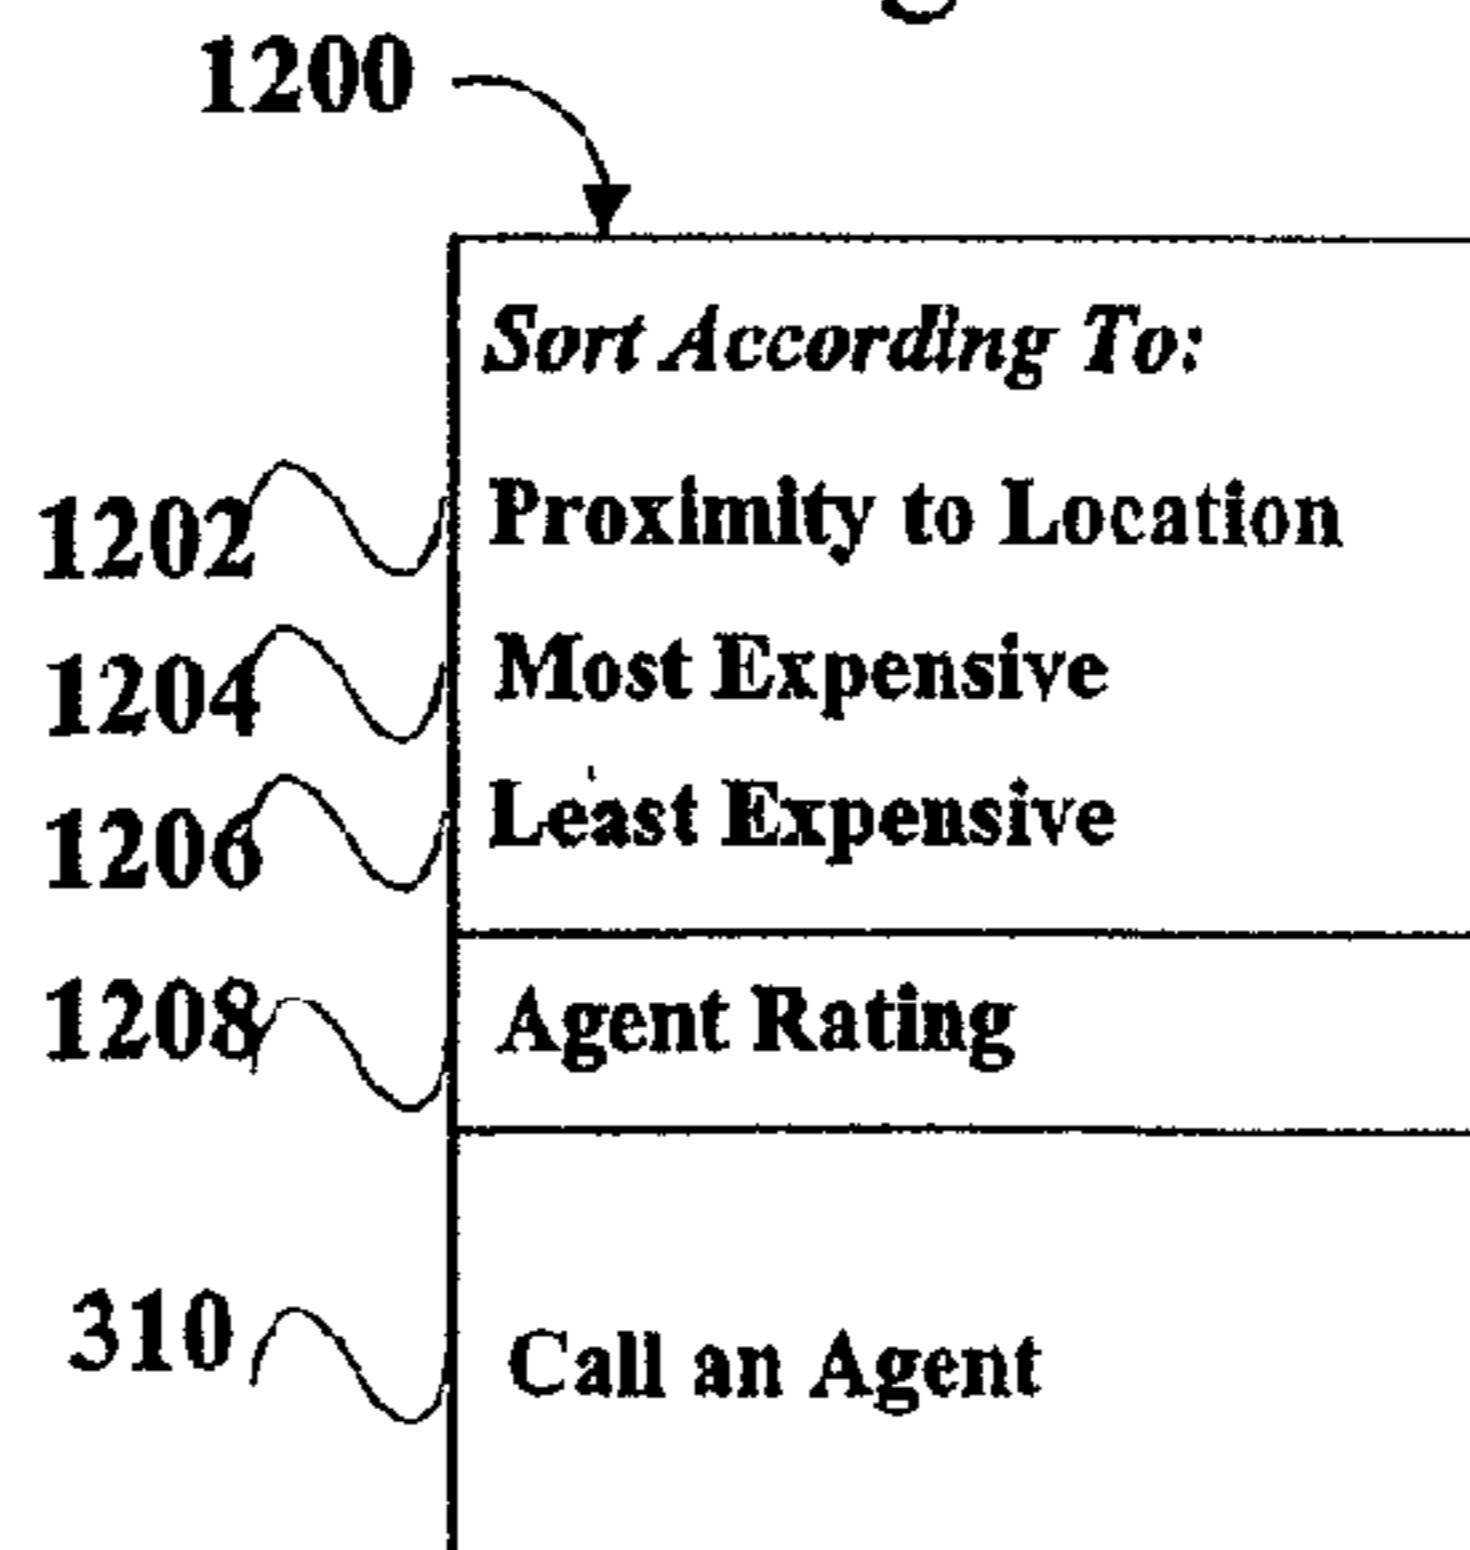 1200
Sort According To:
1202 Proximity to Location
1204 Most Expensive
1206 Least Expensive
1208 Agent Rating
310 Call an Agent